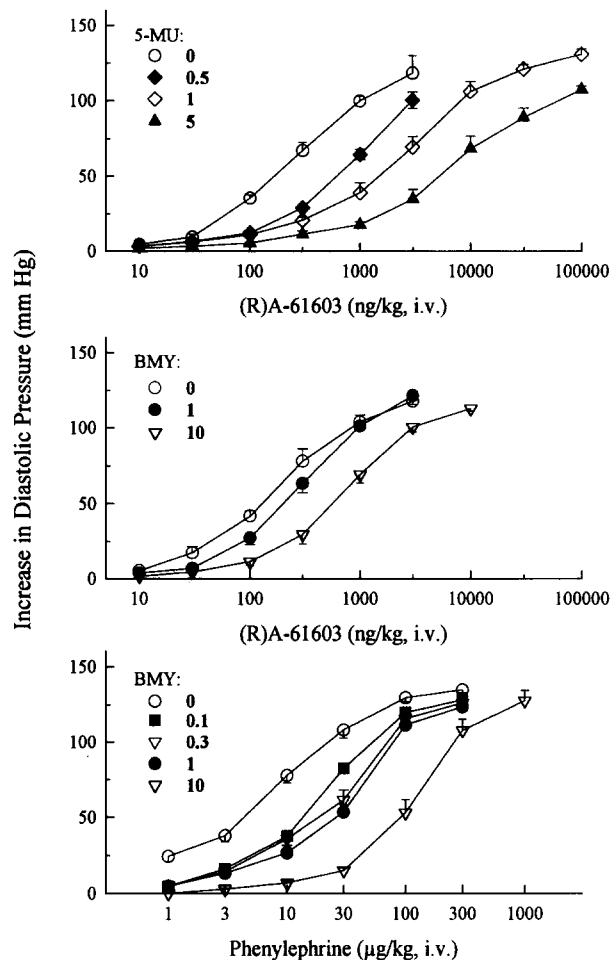 Increase in Diastolic Pressure (mm Hg)
150
100
50
0
5-MU:
0
0.5
1
5
10 100 1000 10000 100000
(R)A-61603 (ng/kg, i.v.)
150
100
50
0
BMY:
0
1
10
10 100 1000 10000 100000
(R)A-61603 (ng/kg, i.v.)
150
100
50
0
BMY:
0
0.1
0.3
1
10
1 3 10 30 100 300 1000
Phenylephrine (µg/kg, i.v.)